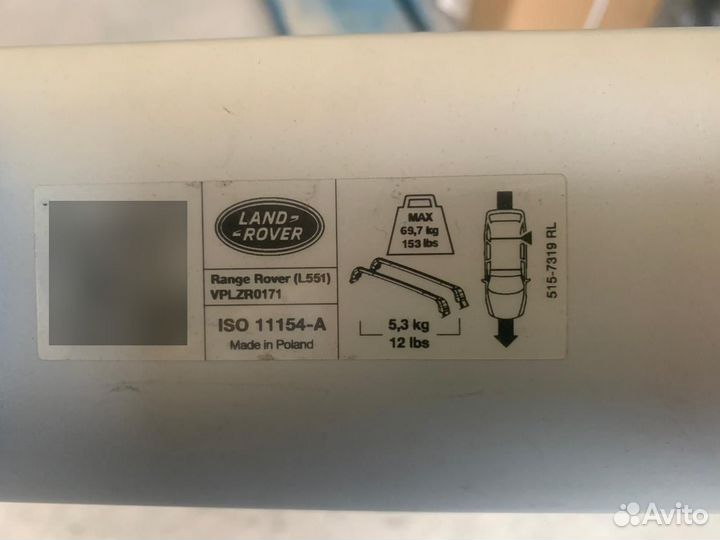 LAND
ROVER
Range Rover (L551)
VPLZR0171
ISO 11154-A
Made in Poland
MAX
69,7 kg
153 lbs
5,3 kg
12 lbs
515-7319 RL
Avito